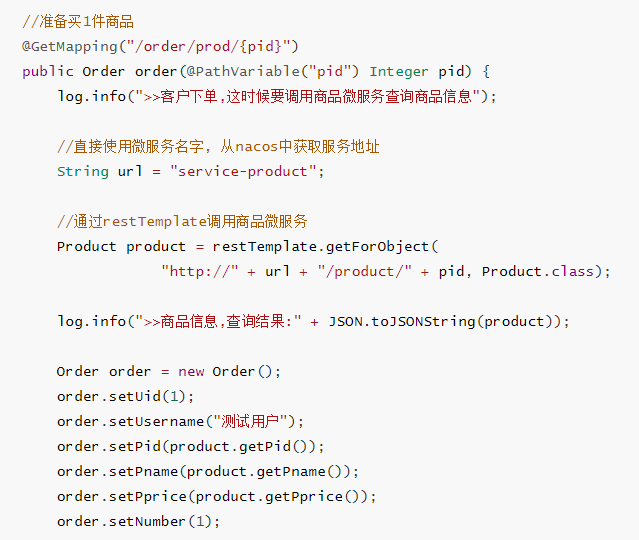 //准备买1件商品
@GetMapping("/order/prod/{pid}")
public Order order(@PathVariable("pid") Integer pid) {
    log.info(">>客户下单,这时候要调用商品微服务查询商品信息");
    //直接使用微服务名字, 从nacos中获取服务地址
    String url = "service-product";
    //通过restTemplate调用商品微服务
    Product product = restTemplate.getForObject(
                "http://" + url + "/product/" + pid, Product.class);
    log.info(">>商品信息,查询结果:" + JSON.toJSONString(product));
    Order order = new Order();
    order.setUid(1);
    order.setUsername("测试用户");
    order.setPid(product.getPid());
    order.setPname(product.getPname());
    order.setPprice(product.getPprice());
    order.setNumber(1);